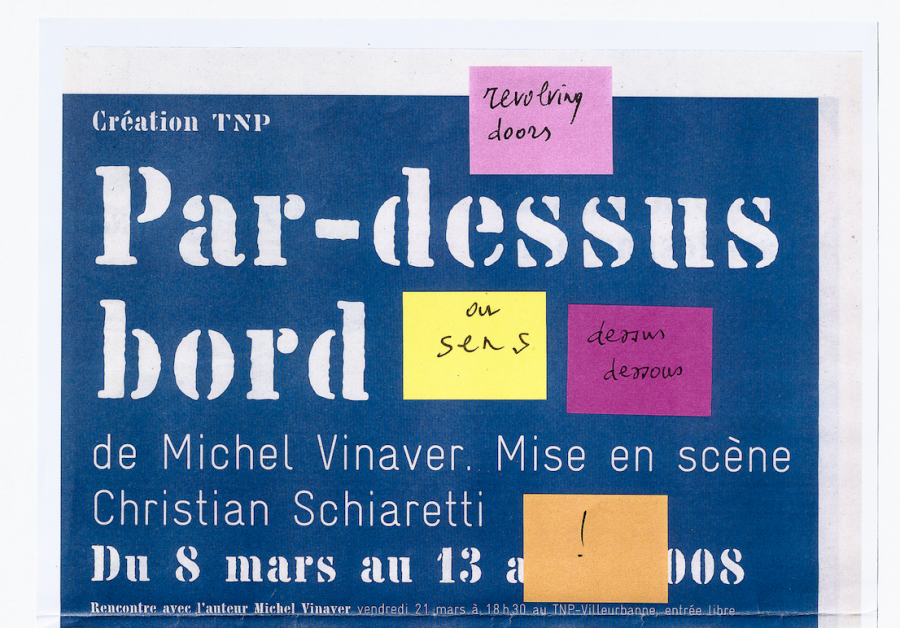 revolving
doors
Création TNP
Par-dessus
bord
ou
sens
dessus
dessous
de Michel Vinaver. Mise en scène
Christian Schiaretti
!
Du 8 mars au 13 a 008
Rencontre avec l'auteur Michel Vinaver vendredi 21 mars à 18h30 au TNP-Villeurbanne, entrée libre